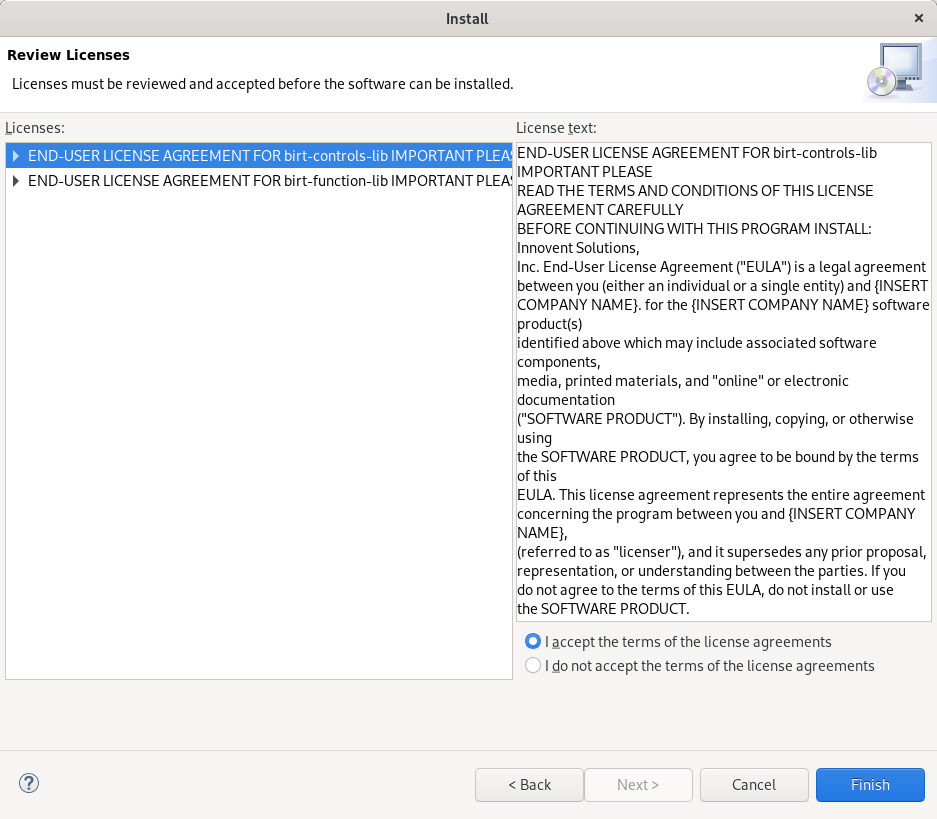 Install
×
Review Licenses
Licenses must be reviewed and accepted before the software can be installed.
Licenses:
END-USER LICENSE AGREEMENT FOR birt-controls-lib IMPORTANT PLEAS
END-USER LICENSE AGREEMENT FOR birt-function-lib IMPORTANT PLEAS
License text:
END-USER LICENSE AGREEMENT FOR birt-controls-lib
IMPORTANT PLEASE
READ THE TERMS AND CONDITIONS OF THIS LICENSE
AGREEMENT CAREFULLY
BEFORE CONTINUING WITH THIS PROGRAM INSTALL:
Innovent Solutions,
Inc. End-User License Agreement ("EULA") is a legal agreement
between you (either an individual or a single entity) and {INSERT
COMPANY NAME}. for the {INSERT COMPANY NAME} software
product(s)
identified above which may include associated software
components,
media, printed materials, and "online" or electronic
documentation
("SOFTWARE PRODUCT"). By installing, copying, or otherwise
using
the SOFTWARE PRODUCT, you agree to be bound by the terms
of this
EULA. This license agreement represents the entire agreement
concerning the program between you and {INSERT COMPANY
NAME},
(referred to as "licenser"), and it supersedes any prior proposal,
representation, or understanding between the parties. If you
do not agree to the terms of this EULA, do not install or use
the SOFTWARE PRODUCT.
I accept the terms of the license agreements
I do not accept the terms of the license agreements
?
< Back
Next >
Cancel
Finish